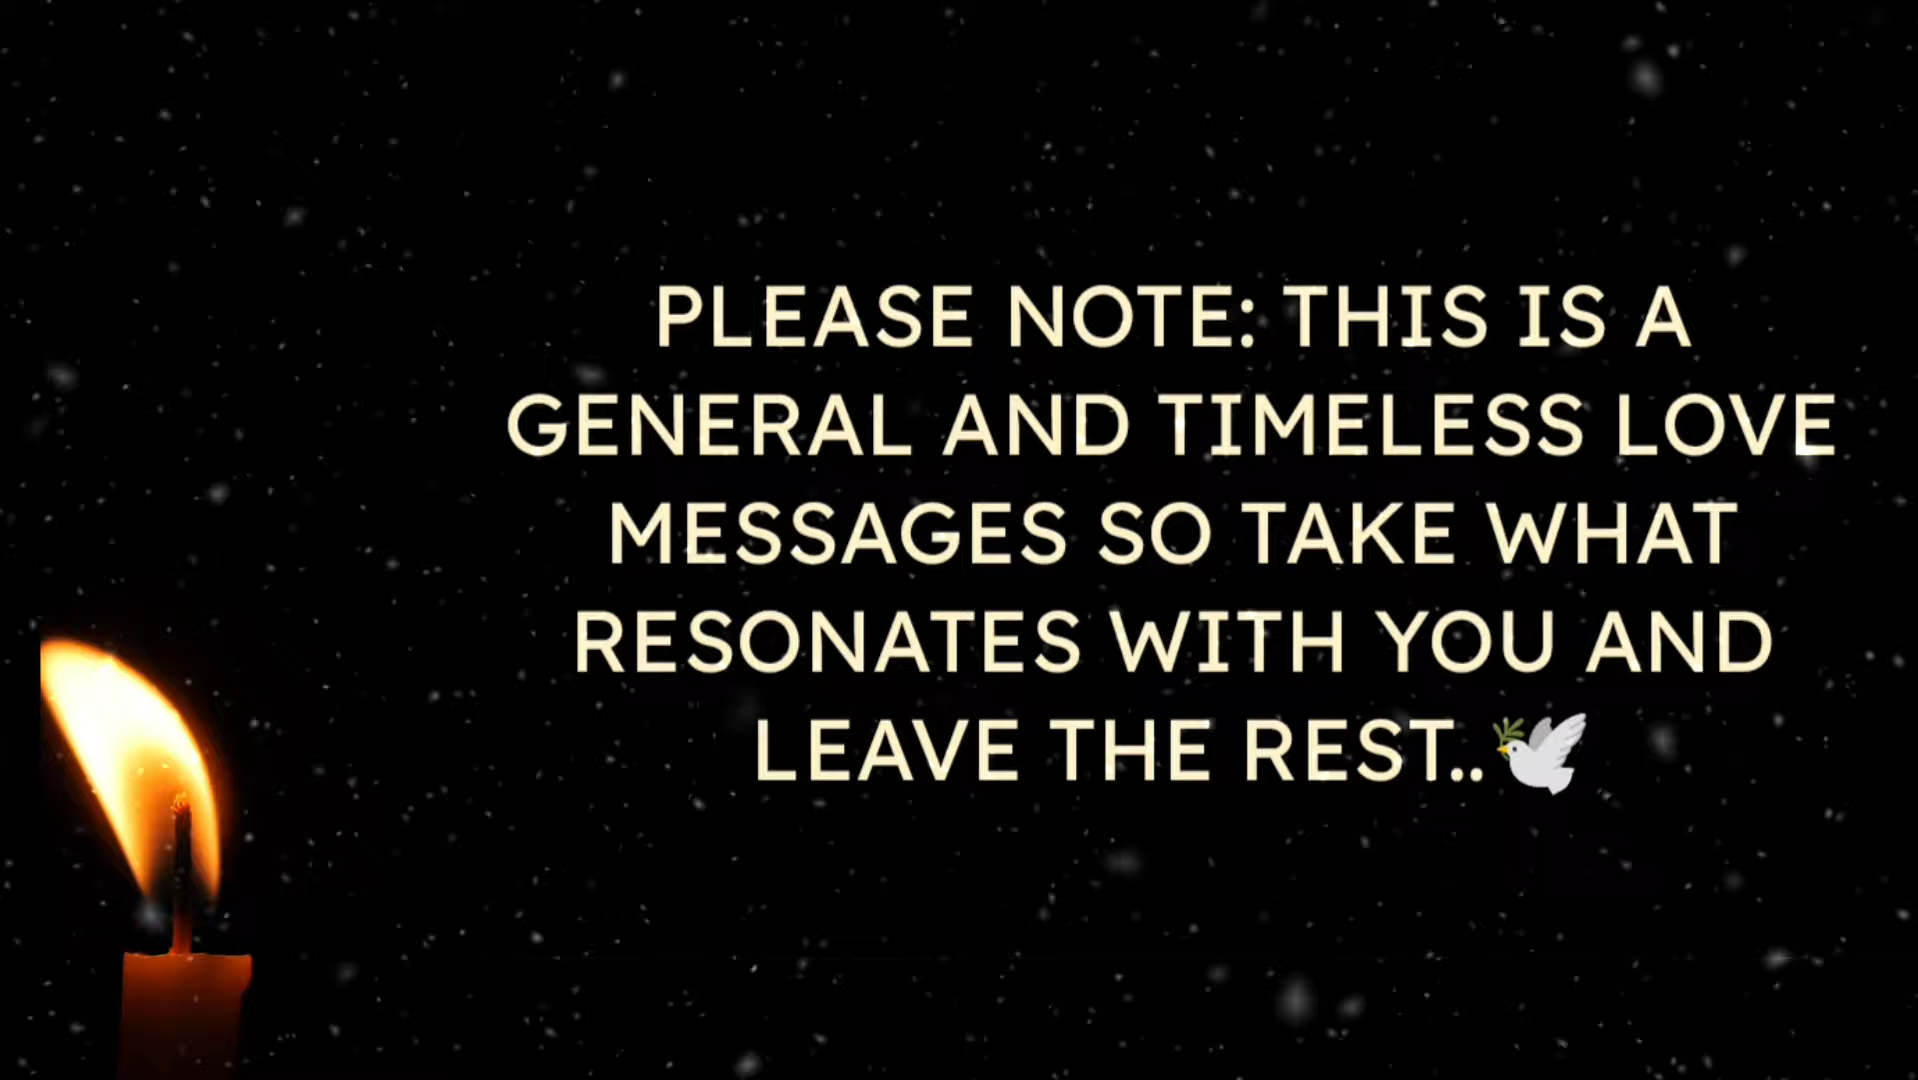 PLEASE NOTE: THIS IS A
GENERAL AND TIMELESS LOVE
MESSAGES SO TAKE WHAT
RESONATES WITH YOU AND
LEAVE THE REST..🕊️